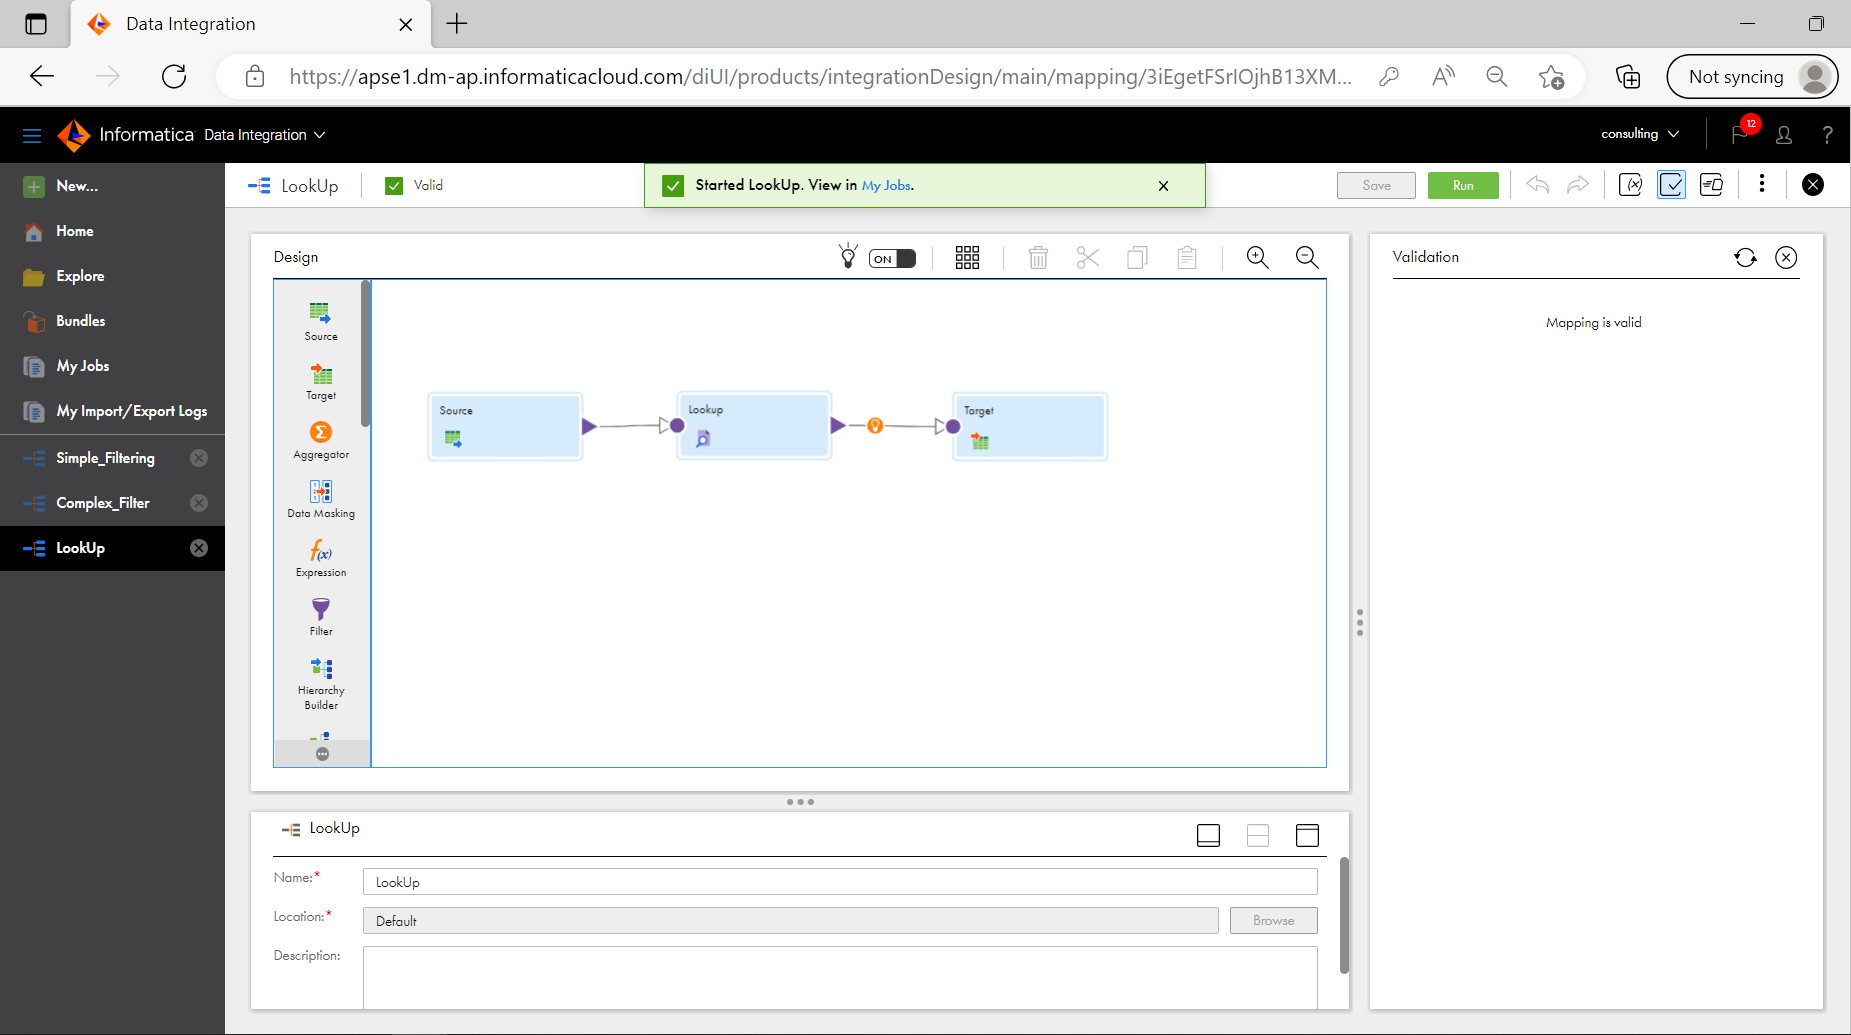 Data Integration
https://apse1.dm-ap.informaticacloud.com/diUI/products/integrationDesign/main/mapping/3iEgetFSrIOjhB13XM...
Not syncing
Informatica Data Integration
consulting
12
?
New...
Home
Explore
Bundles
My Jobs
My Import/Export Logs
Simple_Filtering
Complex_Filter
LookUp
LookUp
Valid
Started LookUp. View in My Jobs.
Save
Run
Design
ON
Source
Target
Aggregator
Data Masking
Expression
Filter
Hierarchy
Builder
Source
Lookup
Target
Validation
Mapping is valid
LookUp
Name:*
LookUp
Location:*
Default
Browse
Description: